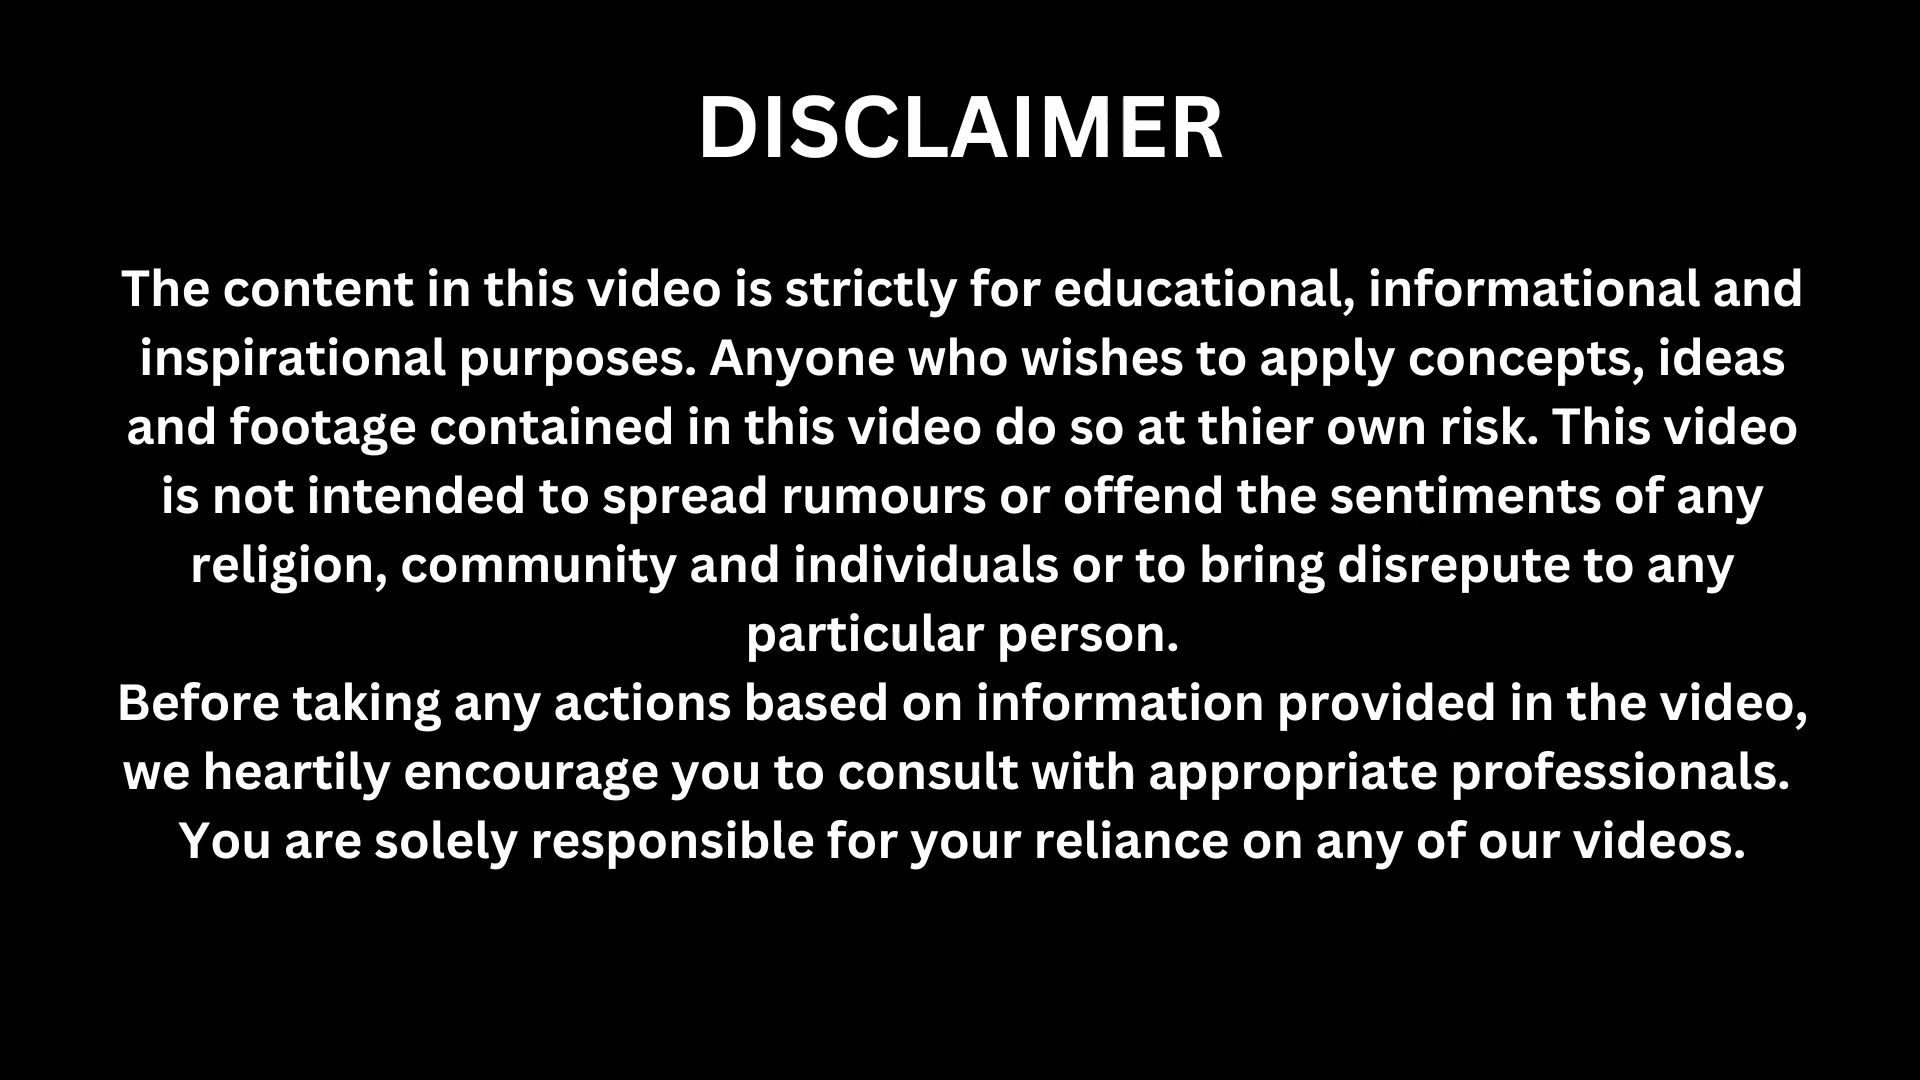 DISCLAIMER
The content in this video is strictly for educational, informational and
inspirational purposes. Anyone who wishes to apply concepts, ideas
and footage contained in this video do so at thier own risk. This video
is not intended to spread rumours or offend the sentiments of any
religion, community and individuals or to bring disrepute to any
particular person.
Before taking any actions based on information provided in the video,
we heartily encourage you to consult with appropriate professionals.
You are solely responsible for your reliance on any of our videos.